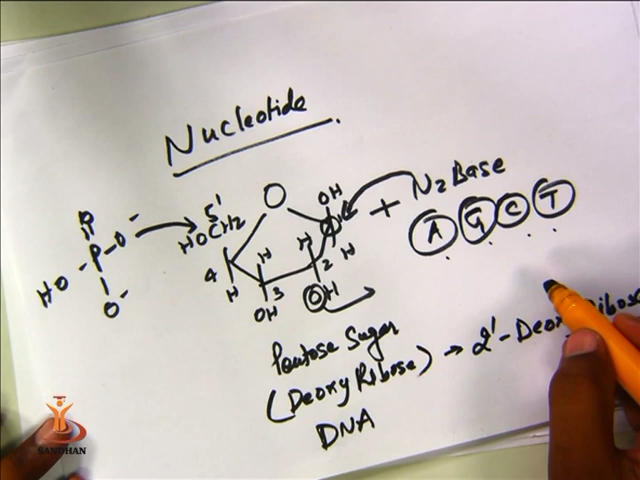 Nucleotide
O
P
O⁻
HO
O⁻
5'
HOCH2
O
OH
4
H
H
H
H
3
2
OH
OH
+
N2 Base
A G C T
Pentose Sugar
(Deoxy Ribose) → 2'-Deoxy Ribose
DNA
SANDHAN